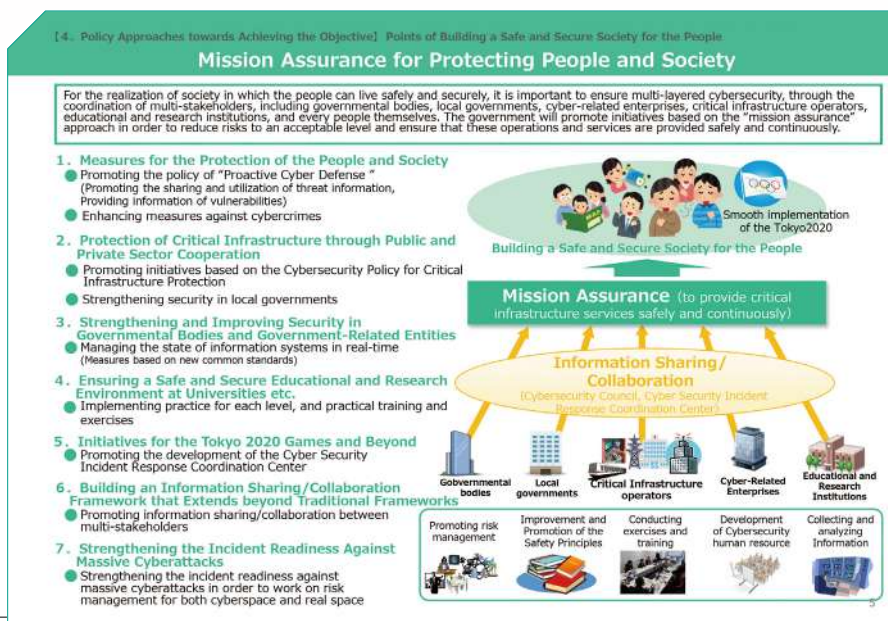 【4. Policy Approaches towards Achieving the Objective】 Points of Building a Safe and Secure Society for the People
Mission Assurance for Protecting People and Society
For the realization of society in which the people can live safely and securely, it is important to ensure multi-layered cybersecurity, through the
coordination of multi-stakeholders, including governmental bodies, local governments, cyber-related enterprises, critical infrastructure operators,
educational and research institutions, and every people themselves. The government will promote initiatives based on the "mission assurance"
approach in order to reduce risks to an acceptable level and ensure that these operations and services are provided safely and continuously.
1. Measures for the Protection of the People and Society
● Promoting the policy of "Proactive Cyber Defense "
(Promoting the sharing and utilization of threat information,
Providing information of vulnerabilities)
● Enhancing measures against cybercrimes
2. Protection of Critical Infrastructure through Public and
Private Sector Cooperation
● Promoting initiatives based on the Cybersecurity Policy for Critical
Infrastructure Protection
● Strengthening security in local governments
3. Strengthening and Improving Security in
Governmental Bodies and Government-Related Entities
● Managing the state of information systems in real-time
(Measures based on new common standards)
4. Ensuring a Safe and Secure Educational and Research
Environment at Universities etc.
● Implementing practice for each level, and practical training and
exercises
5. Initiatives for the Tokyo 2020 Games and Beyond
● Promoting the development of the Cyber Security
Incident Response Coordination Center
6. Building an Information Sharing/Collaboration
Framework that Extends beyond Traditional Frameworks
● Promoting information sharing/collaboration between
multi-stakeholders
7. Strengthening the Incident Readiness Against
Massive Cyberattacks
● Strengthening the incident readiness against
massive cyberattacks in order to work on risk
management for both cyberspace and real space
Smooth implementation
of the Tokyo2020
Building a Safe and Secure Society for the People
Mission Assurance (to provide critical
infrastructure services safely and continuously)
Information Sharing/
Collaboration
(Cybersecurity Council, Cyber Security Incident
Response Coordination Center)
Gobvernmental
bodies
Local
governments
Critical Infrastructure
operators
Cyber-Related
Enterprises
Educational and
Research
Institutions
Promoting risk
management
Improvement and
Promotion of the
Safety Principles
Conducting
exercises and
training
Development
of Cybersecurity
human resource
Collecting and
analyzing
Information
5